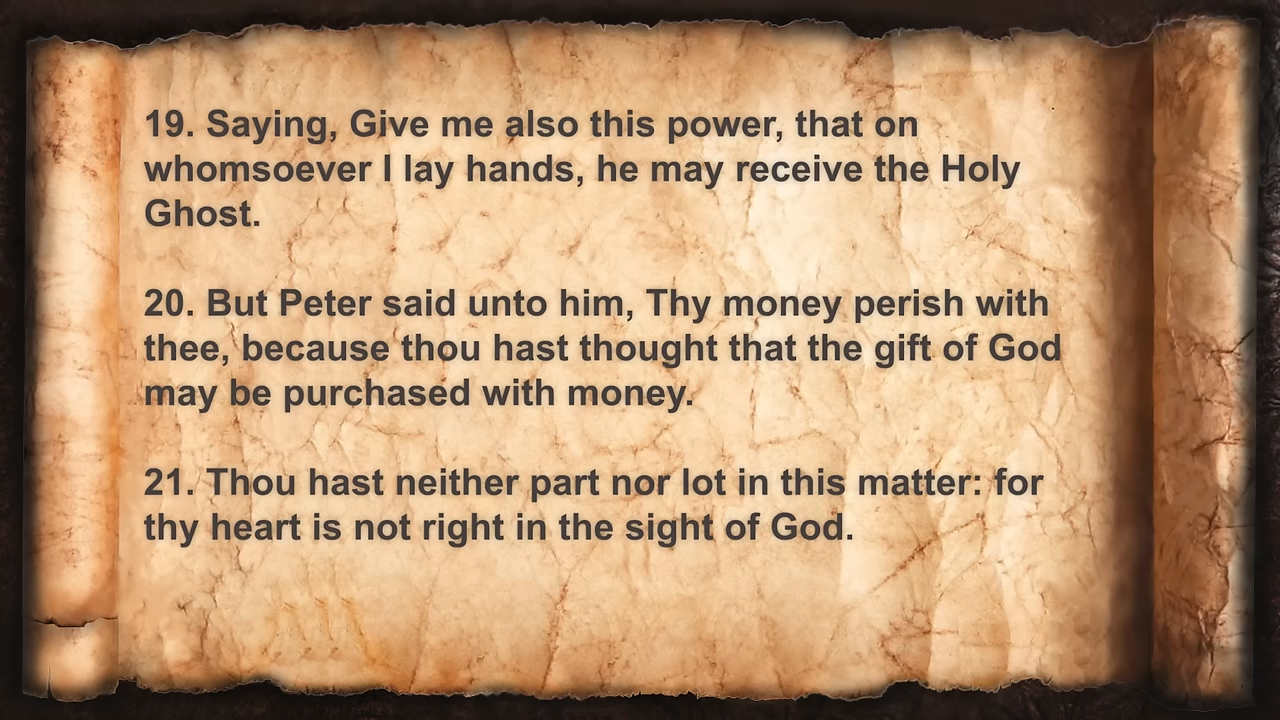 19. Saying, Give me also this power, that on
whomsoever I lay hands, he may receive the Holy
Ghost.
20. But Peter said unto him, Thy money perish with
thee, because thou hast thought that the gift of God
may be purchased with money.
21. Thou hast neither part nor lot in this matter: for
thy heart is not right in the sight of God.